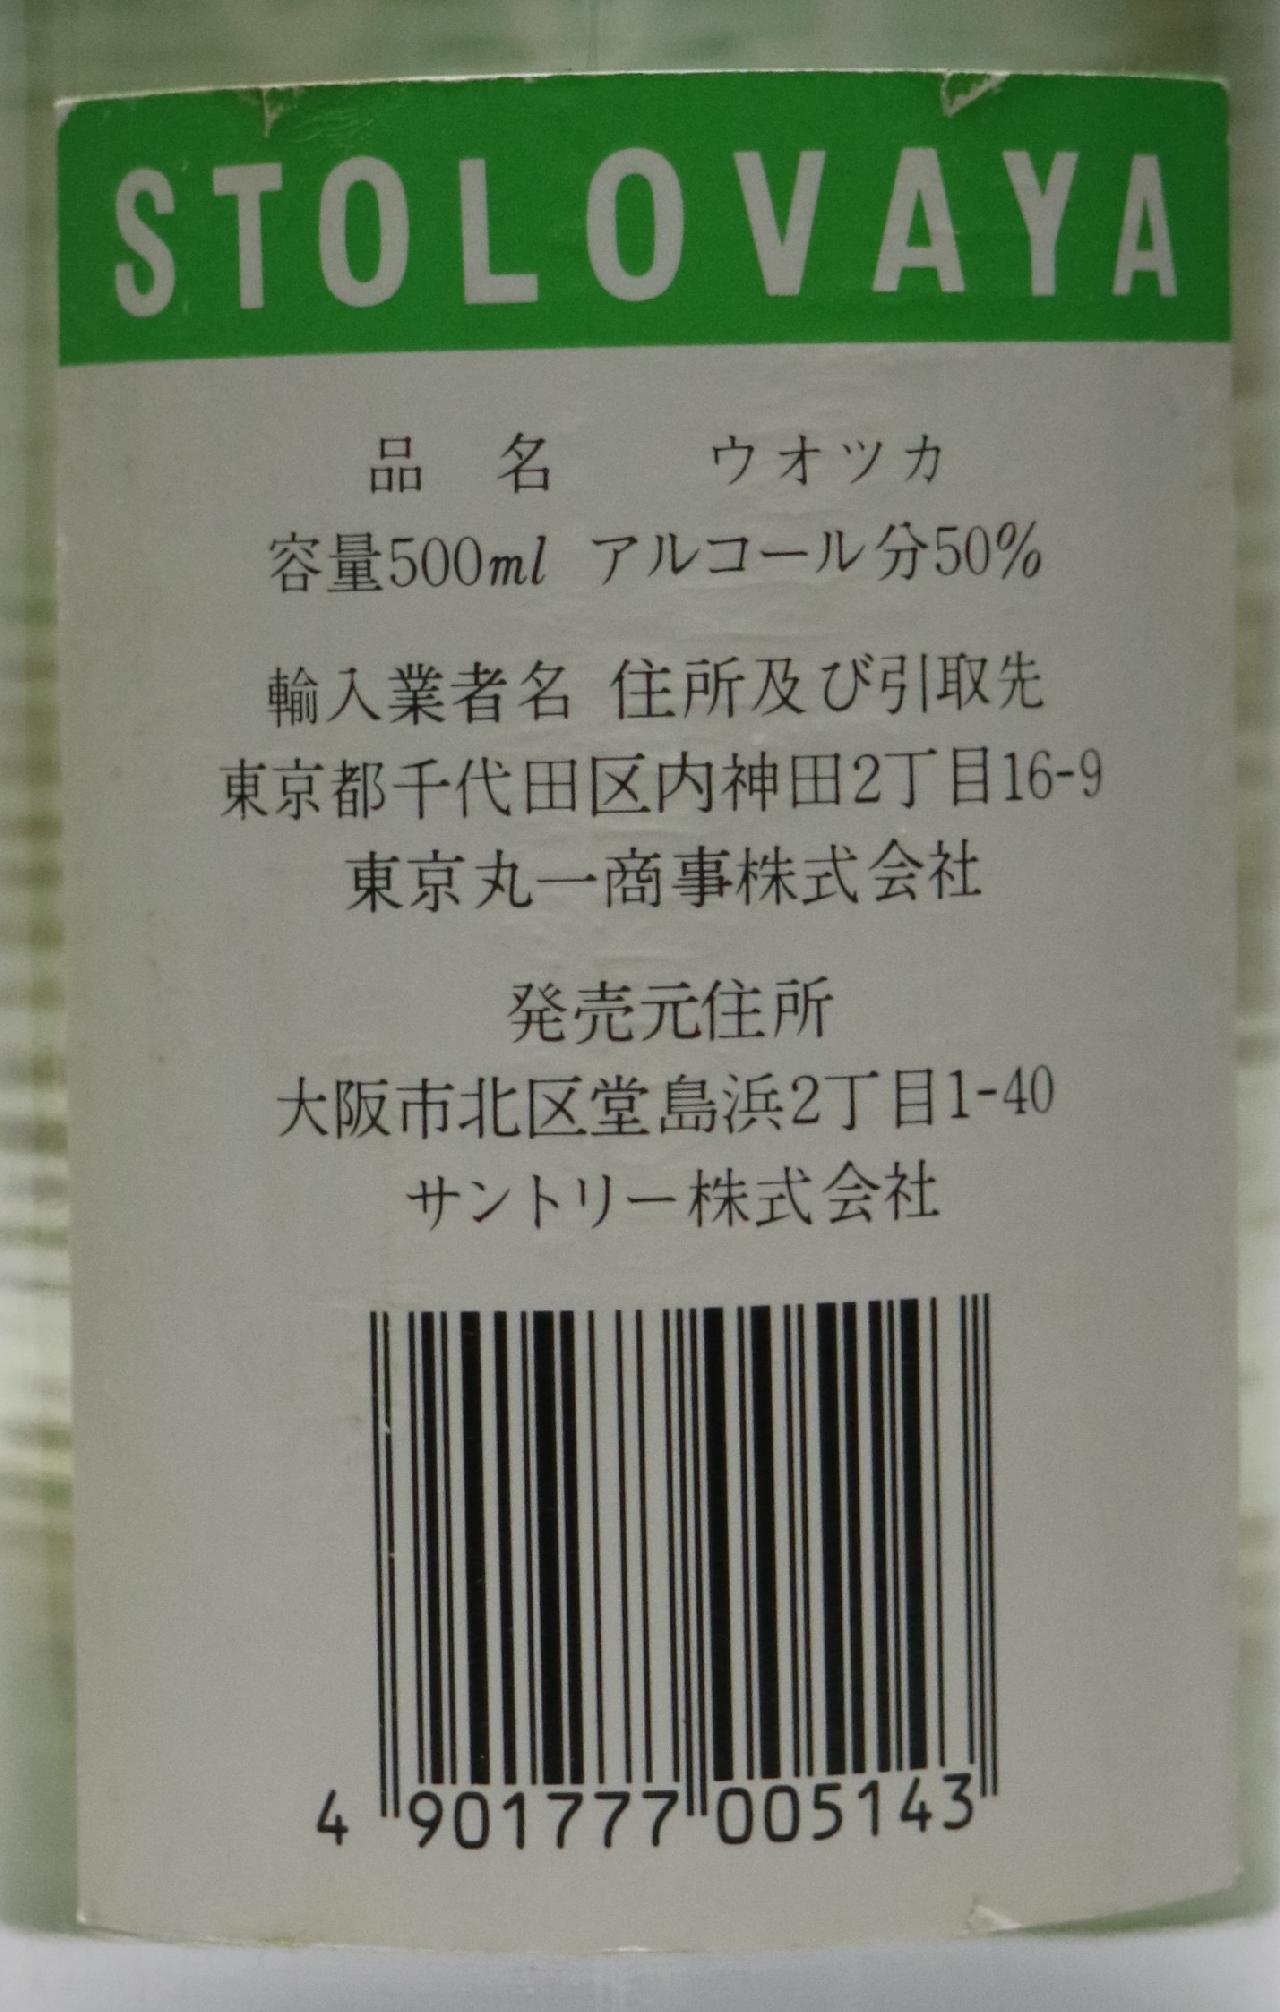 STOLOVAYA
品 名 ウオツカ
容量500ml アルコール分50%
輸入業者名 住所及び引取先
東京都千代田区内神田2丁目16-9
東京丸一商事株式会社
発売元住所
大阪市北区堂島浜2丁目1-40
サントリー株式会社
4 901777 005143